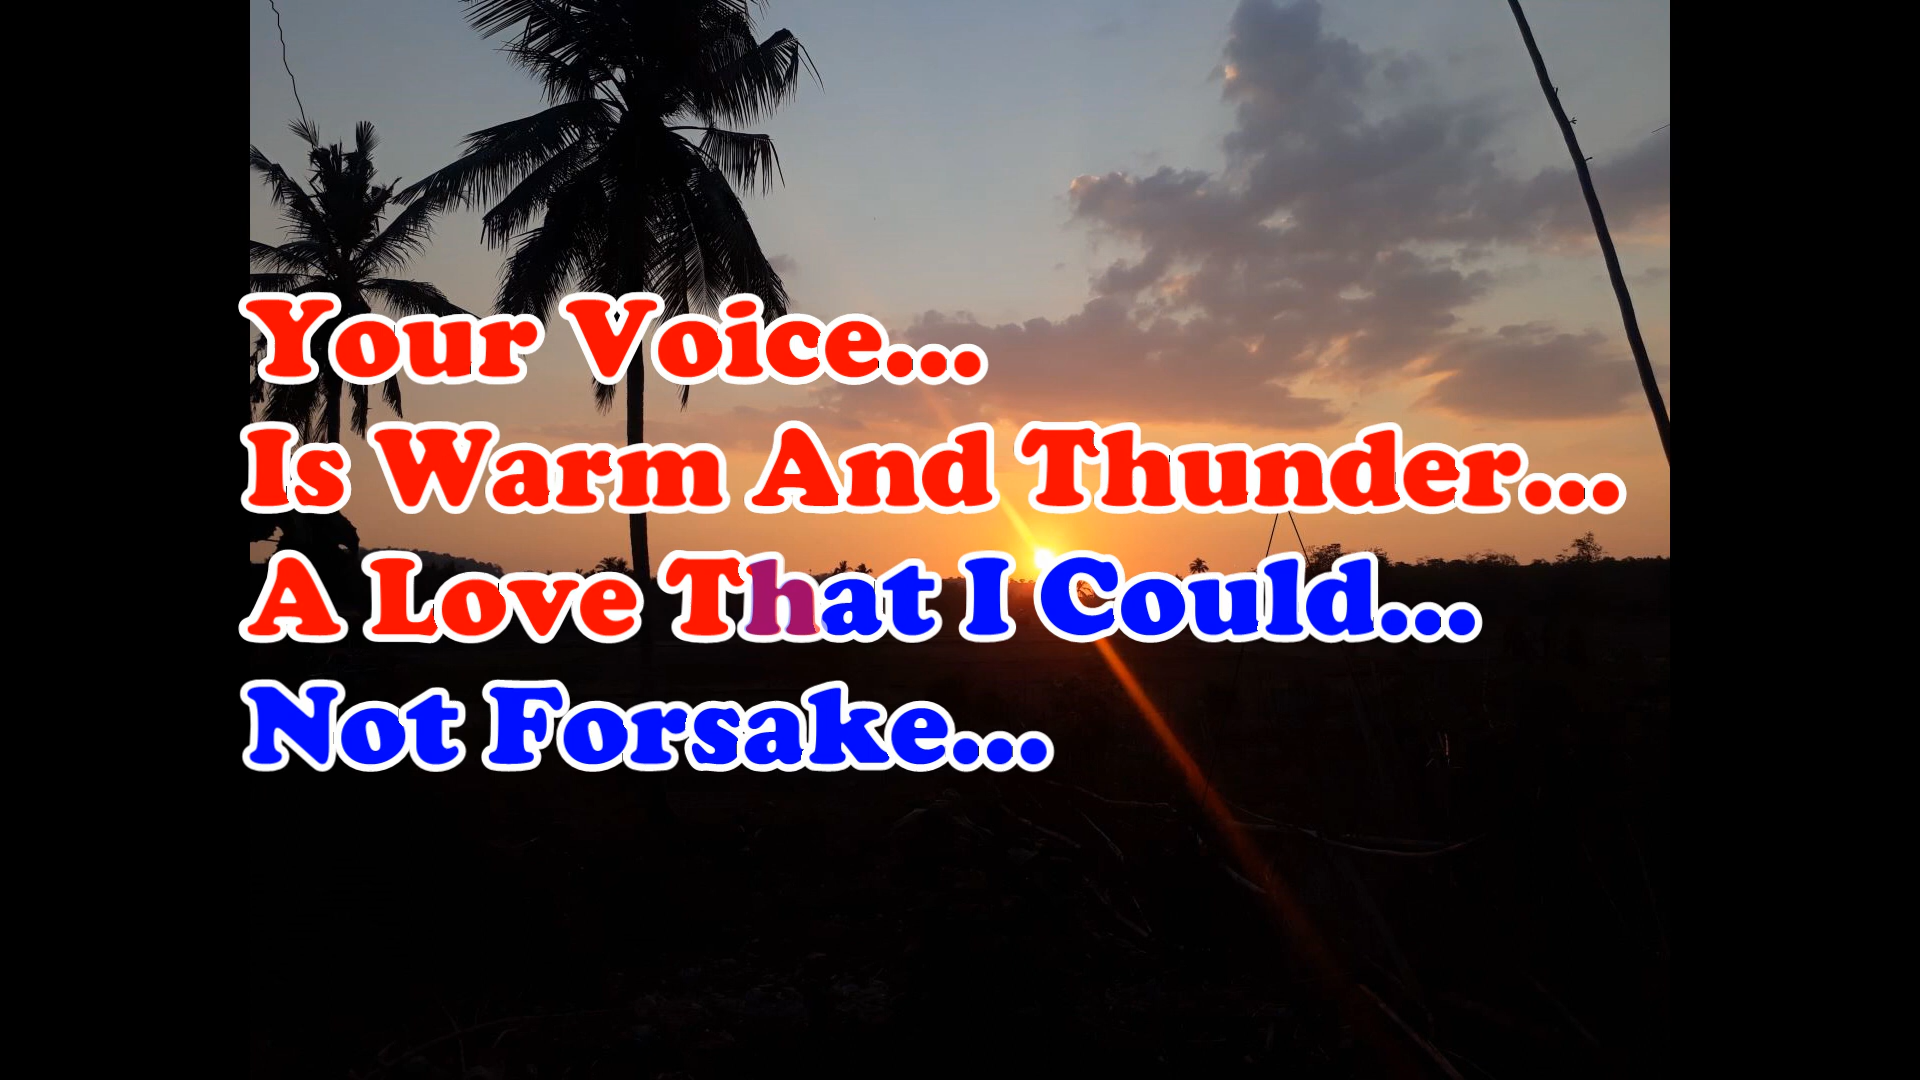 Your Voice...
Is Warm And Thunder...
A Love That I Could...
Not Forsake...